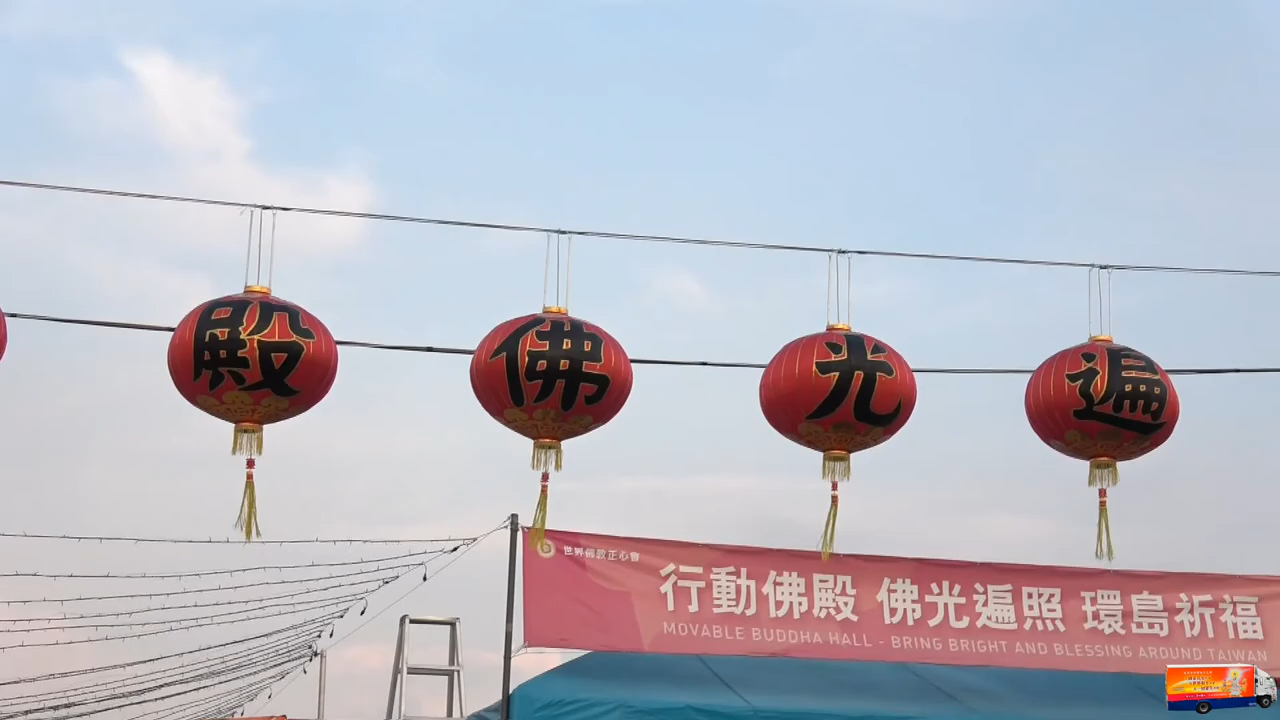 殿 佛 光 遍
世界佛教正心會
行動佛殿 佛光遍照 環島祈福
MOVABLE BUDDHA HALL - BRING BRIGHT AND BLESSING AROUND TAIWAN